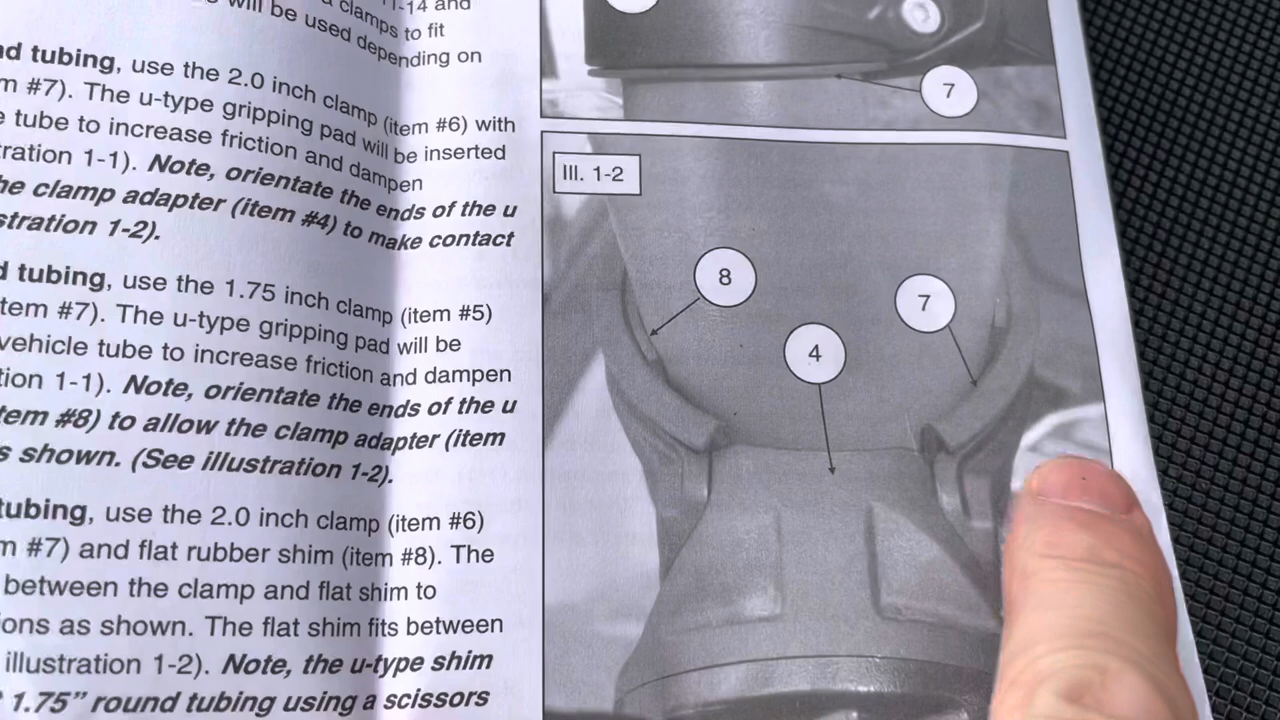 11-14 and
clamps to fit
will be used depending on
tubing, use the 2.0 inch clamp (item #6) with
#7). The u-type gripping pad will be inserted
tube to increase friction and dampen
1-1). Note, orientate the ends of the u
clamp adapter (item #4) to make contact
1-2).
tubing, use the 1.75 inch clamp (item #5)
#7). The u-type gripping pad will be
vehicle tube to increase friction and dampen
1-1). Note, orientate the ends of the u
#8) to allow the clamp adapter (item
shown. (See illustration 1-2).
tubing, use the 2.0 inch clamp (item #6)
#7) and flat rubber shim (item #8). The
between the clamp and flat shim to
as shown. The flat shim fits between
illustration 1-2). Note, the u-type shim
1.75” round tubing using a scissors
7
Ill. 1-2
8
7
4